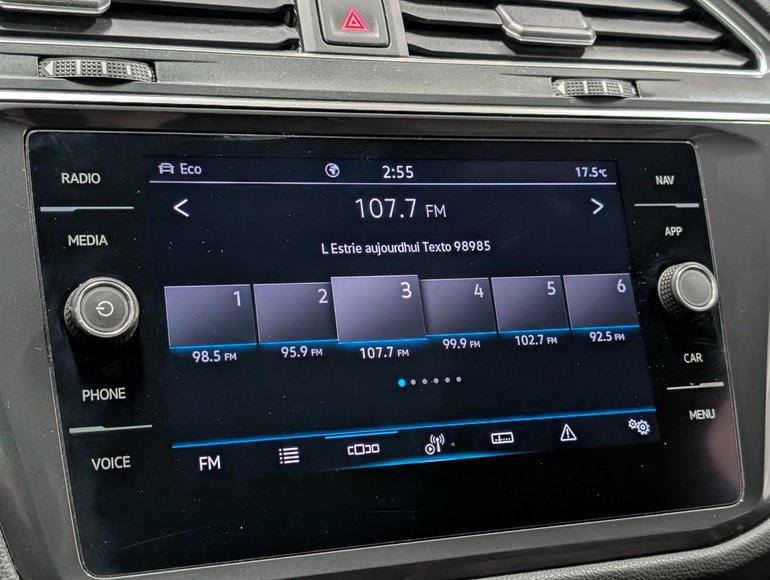 RADIO
MEDIA
PHONE
VOICE
Eco 2:55 17.5°C
107.7 FM
L Estrie aujourdhui Texto 98985
1 2 3 4 5 6
98.5 FM 95.9 FM 107.7 FM 99.9 FM 102.7 FM 92.5 FM
FM
NAV
APP
CAR
MENU